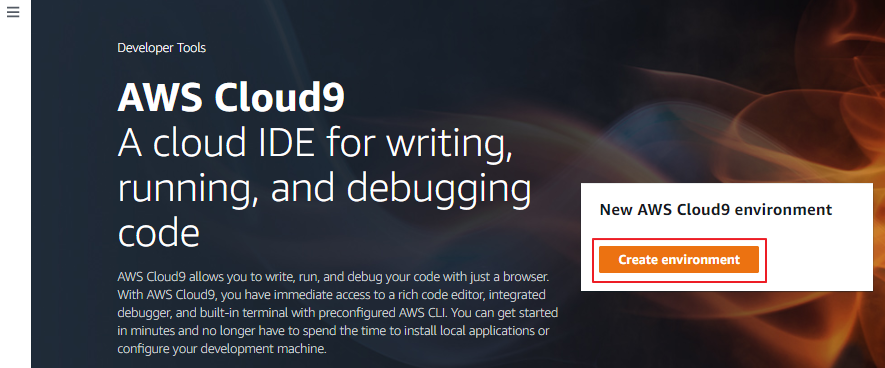 Developer Tools
AWS Cloud9
A cloud IDE for writing,
running, and debugging
code
AWS Cloud9 allows you to write, run, and debug your code with just a browser.
With AWS Cloud9, you have immediate access to a rich code editor, integrated
debugger, and built-in terminal with preconfigured AWS CLI. You can get started
in minutes and no longer have to spend the time to install local applications or
configure your development machine.
New AWS Cloud9 environment
Create environment